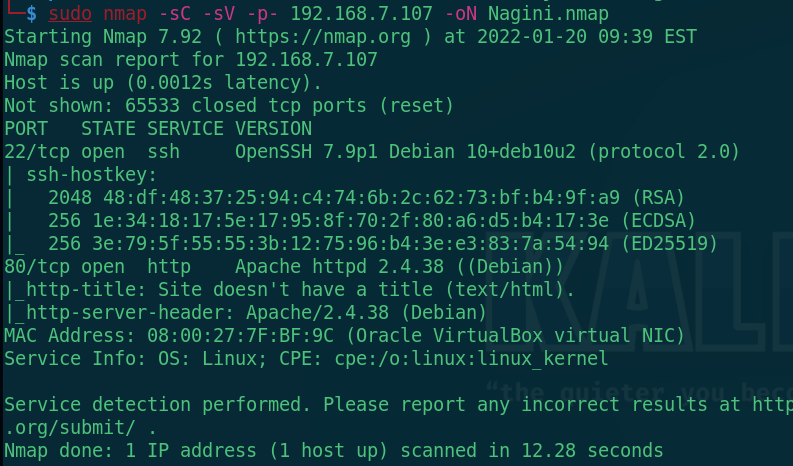 $ sudo nmap -sC -sV -p- 192.168.7.107 -oN Nagini.nmap
Starting Nmap 7.92 ( https://nmap.org ) at 2022-01-20 09:39 EST
Nmap scan report for 192.168.7.107
Host is up (0.0012s latency).
Not shown: 65533 closed tcp ports (reset)
PORT   STATE SERVICE VERSION
22/tcp open  ssh     OpenSSH 7.9p1 Debian 10+deb10u2 (protocol 2.0)
| ssh-hostkey:
|   2048 48:df:48:37:25:94:c4:74:6b:2c:62:73:bf:b4:9f:a9 (RSA)
|   256 1e:34:18:17:5e:17:95:8f:70:2f:80:a6:d5:b4:17:3e (ECDSA)
|_  256 3e:79:5f:55:55:3b:12:75:96:b4:3e:e3:83:7a:54:94 (ED25519)
80/tcp open  http    Apache httpd 2.4.38 ((Debian))
|_http-title: Site doesn't have a title (text/html).
|_http-server-header: Apache/2.4.38 (Debian)
MAC Address: 08:00:27:7F:BF:9C (Oracle VirtualBox virtual NIC)
Service Info: OS: Linux; CPE: cpe:/o:linux:linux_kernel
KALI
"the quieter you beco
Service detection performed. Please report any incorrect results at http
.org/submit/ .
Nmap done: 1 IP address (1 host up) scanned in 12.28 seconds